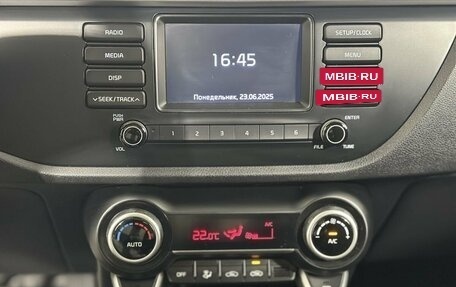 RADIO
SETUP/CLOCK
MEDIA
16:45
MENU
DISP
MBIB-RU
SEEK/TRACK
Понедельник, 23.06.2025
MBIB-RU
PUSH
PWR
ENTER
1 2 3 4 5 6
VOL
FILE
TUNE
A/C
AUTO
22.0°C
A/C
OFF